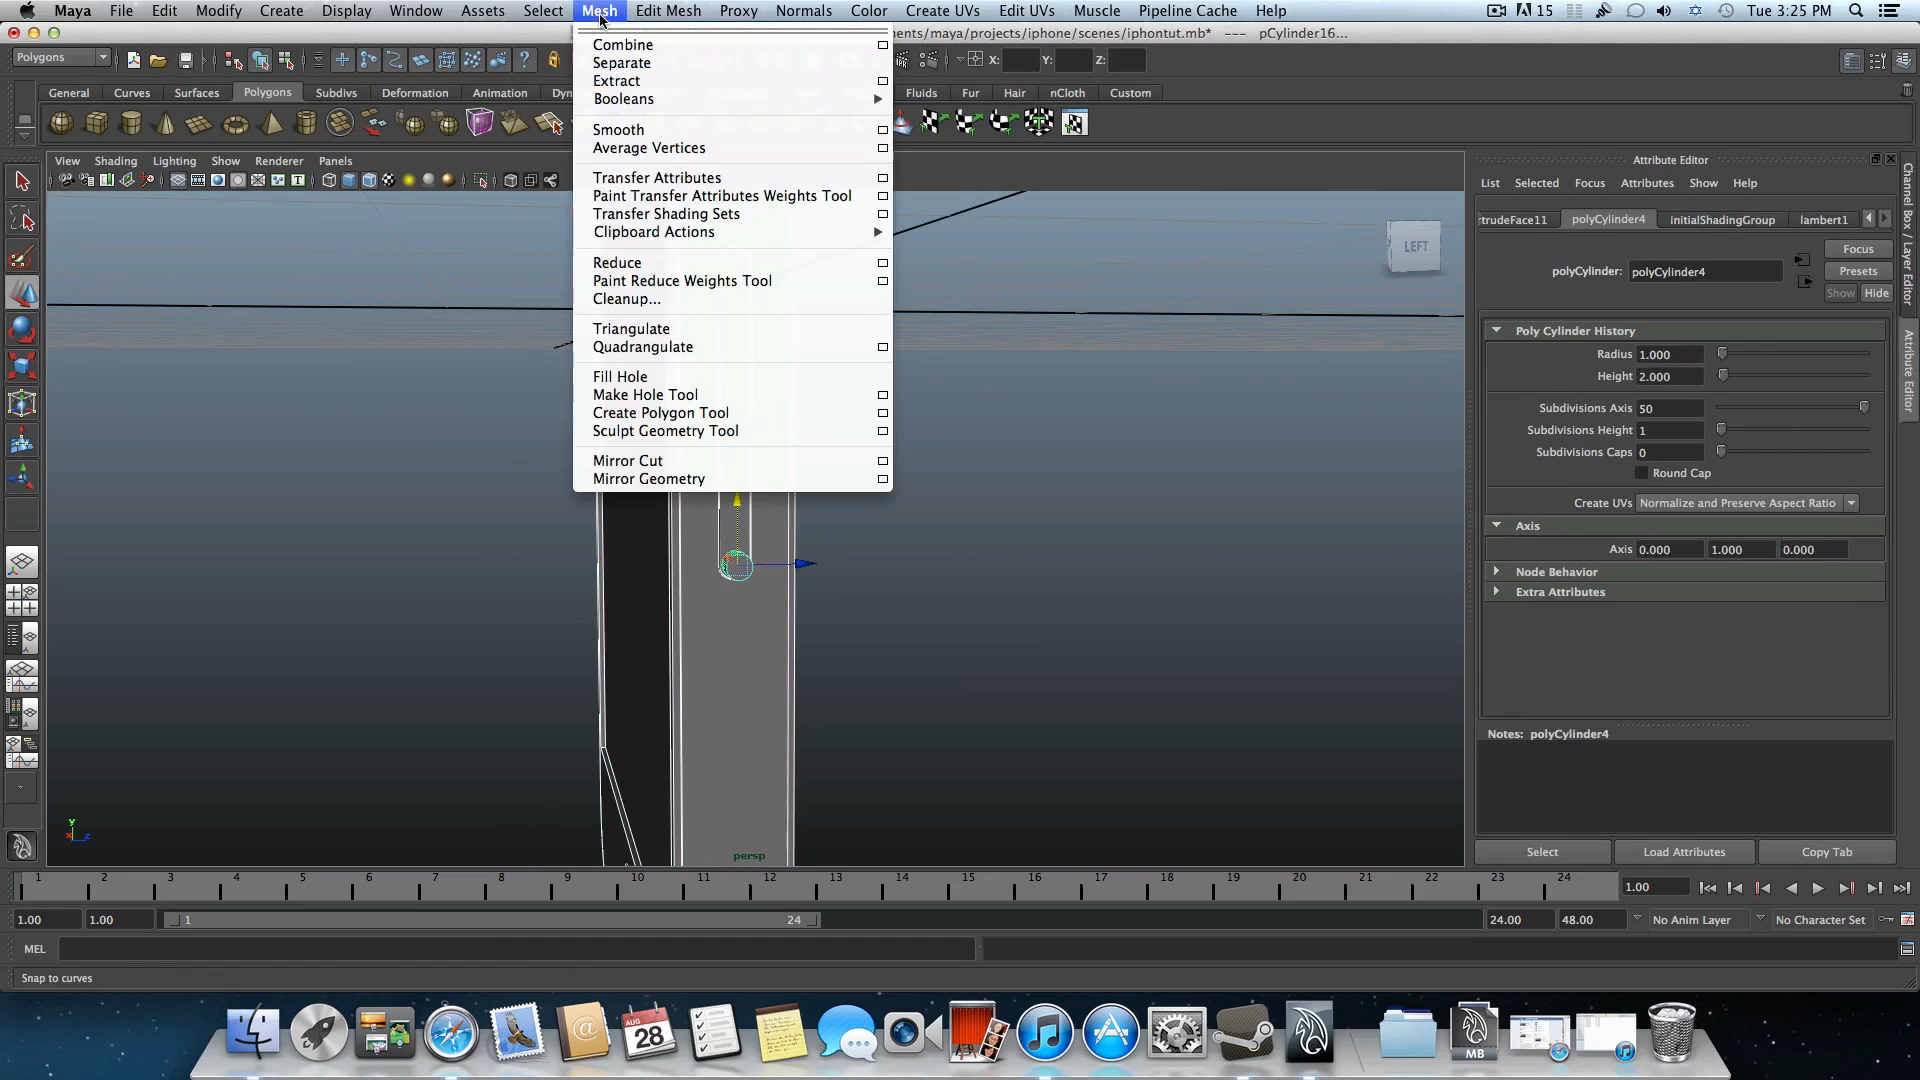 Maya File Edit Modify Create Display Window Assets Select Mesh Edit Mesh Proxy Normals Color Create UVs Edit UVs Muscle Pipeline Cache Help 15 Tue 3:25 PM
ents/maya/projects/iphone/scenes/iphontut.mb* --- pCylinder16...
Polygons X: Y: Z:
General Curves Surfaces Polygons Subdivs Deformation Animation Dyn Fluids Fur Hair nCloth Custom
Combine
Separate
Extract
Booleans
Smooth
Average Vertices
Transfer Attributes
Paint Transfer Attributes Weights Tool
Transfer Shading Sets
Clipboard Actions
Reduce
Paint Reduce Weights Tool
Cleanup...
Triangulate
Quadrangulate
Fill Hole
Make Hole Tool
Create Polygon Tool
Sculpt Geometry Tool
Mirror Cut
Mirror Geometry
View Shading Lighting Show Renderer Panels
LEFT
y
x z
persp
Attribute Editor
List Selected Focus Attributes Show Help
trudeFace11 polyCylinder4 initialShadingGroup lambert1
polyCylinder: polyCylinder4
Focus
Presets
Show Hide
Poly Cylinder History
Radius 1.000
Height 2.000
Subdivisions Axis 50
Subdivisions Height 1
Subdivisions Caps 0
Round Cap
Create UVs Normalize and Preserve Aspect Ratio
Axis
Axis 0.000 1.000 0.000
Node Behavior
Extra Attributes
Notes: polyCylinder4
Select Load Attributes Copy Tab
Channel Box / Layer Editor
Attribute Editor
1 2 3 4 5 6 7 8 9 10 11 12 13 14 15 16 17 18 19 20 21 22 23 24 1.00
1.00 1.00 1 24 24.00 48.00 No Anim Layer No Character Set
MEL
Snap to curves
AUG
28
MB